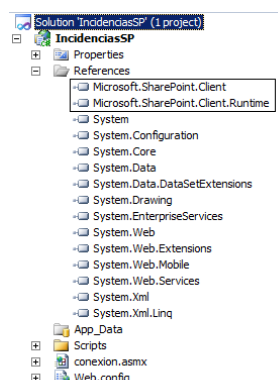 Solution 'IncidenciasSP' (1 project)
IncidenciasSP
Properties
References
Microsoft.SharePoint.Client
Microsoft.SharePoint.Client.Runtime
System
System.Configuration
System.Core
System.Data
System.Data.DataSetExtensions
System.Drawing
System.EnterpriseServices
System.Web
System.Web.Extensions
System.Web.Mobile
System.Web.Services
System.Xml
System.Xml.Linq
App_Data
Scripts
conexion.asmx
Web.config